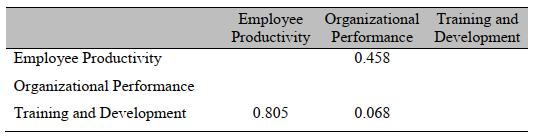 Employee Organizational Training and
Productivity Performance Development
Employee Productivity 0.458
Organizational Performance
Training and Development 0.805 0.068